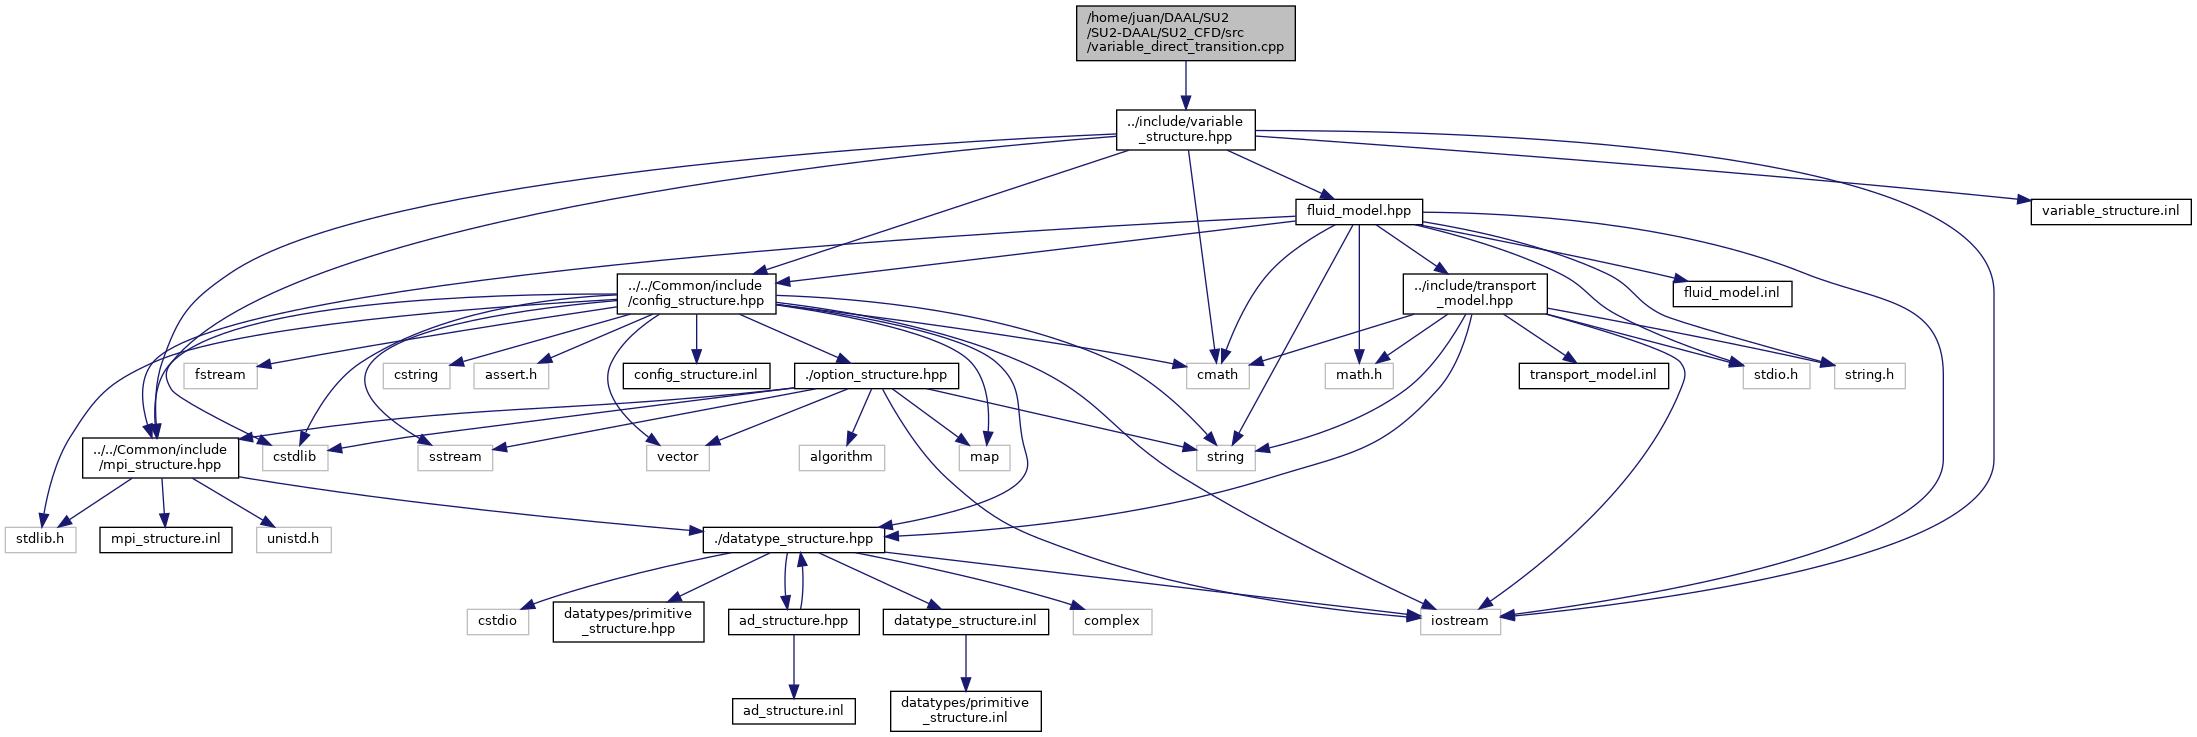 /home/juan/DAAL/SU2
/SU2-DAAL/SU2_CFD/src
/variable_direct_transition.cpp
../include/variable
_structure.hpp
fluid_model.hpp
variable_structure.inl
../../Common/include
/config_structure.hpp
../include/transport
_model.hpp
fluid_model.inl
fstream
cstring
assert.h
config_structure.inl
./option_structure.hpp
cmath
math.h
transport_model.inl
stdio.h
string.h
../../Common/include
/mpi_structure.hpp
cstdlib
sstream
vector
algorithm
map
string
stdlib.h
mpi_structure.inl
unistd.h
./datatype_structure.hpp
cstdio
datatypes/primitive
_structure.hpp
ad_structure.hpp
datatype_structure.inl
complex
iostream
ad_structure.inl
datatypes/primitive
_structure.inl